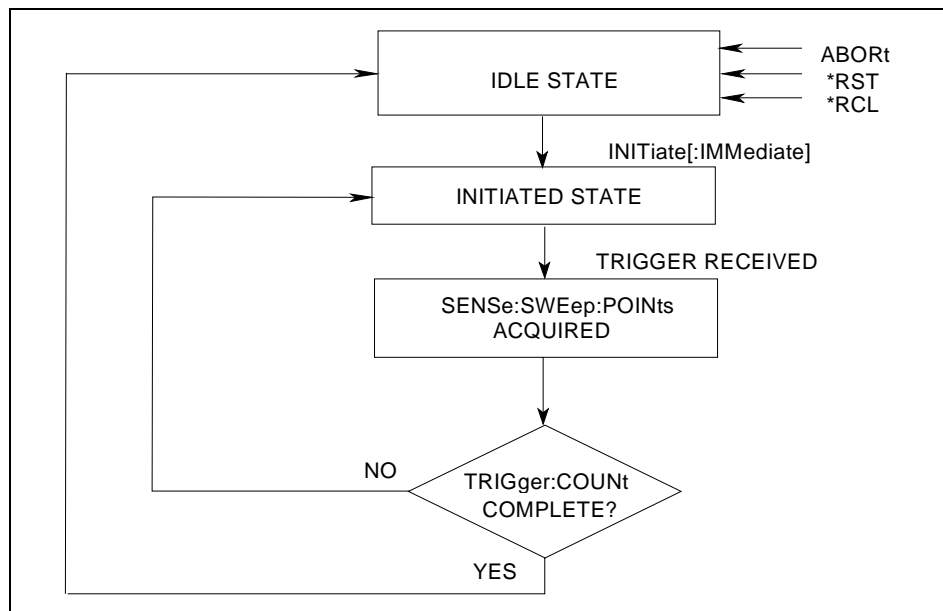 ABORt
IDLE STATE
*RST
*RCL
INITiate[:IMMediate]
INITIATED STATE
TRIGGER RECEIVED
SENSe:SWEep:POINts
ACQUIRED
NO
TRIGger:COUNt
COMPLETE?
YES